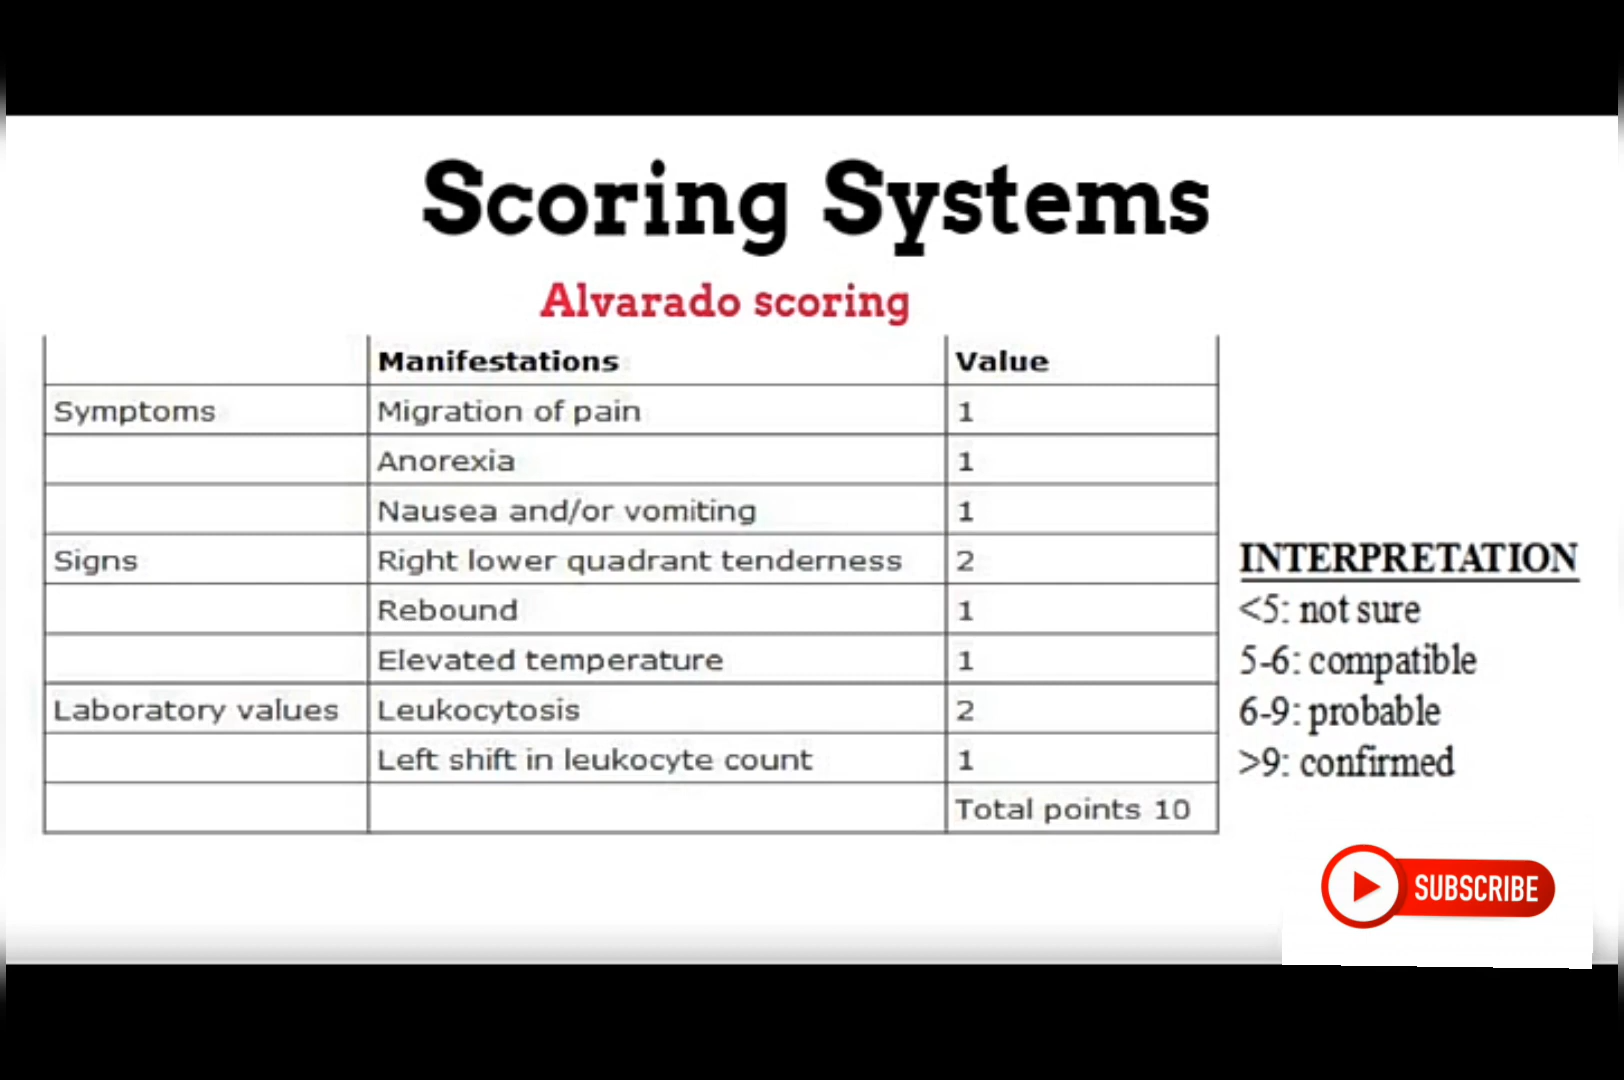 Scoring Systems
Alvarado scoring
Manifestations Value
Symptoms Migration of pain 1
Anorexia 1
Nausea and/or vomiting 1
Signs Right lower quadrant tenderness 2
Rebound 1
Elevated temperature 1
Laboratory values Leukocytosis 2
Left shift in leukocyte count 1
Total points 10
INTERPRETATION
<5: not sure
5-6: compatible
6-9: probable
>9: confirmed
SUBSCRIBE